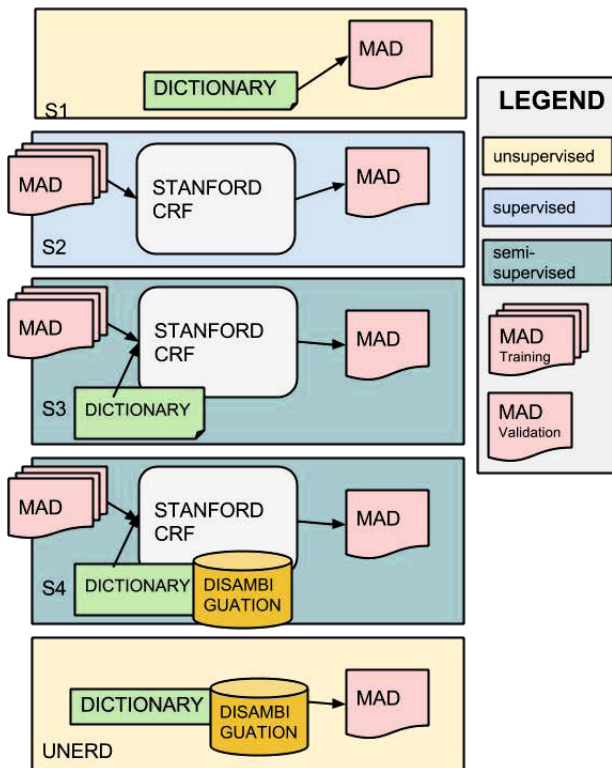 MAD
DICTIONARY
S1
MAD
STANFORD
CRF
MAD
S2
MAD
STANFORD
CRF
MAD
DICTIONARY
S3
MAD
STANFORD
CRF
MAD
S4
DICTIONARY
DISAMBI
GUATION
DICTIONARY
DISAMBI
GUATION
MAD
UNERD
LEGEND
unsupervised
supervised
semi-
supervised
MAD
Training
MAD
Validation